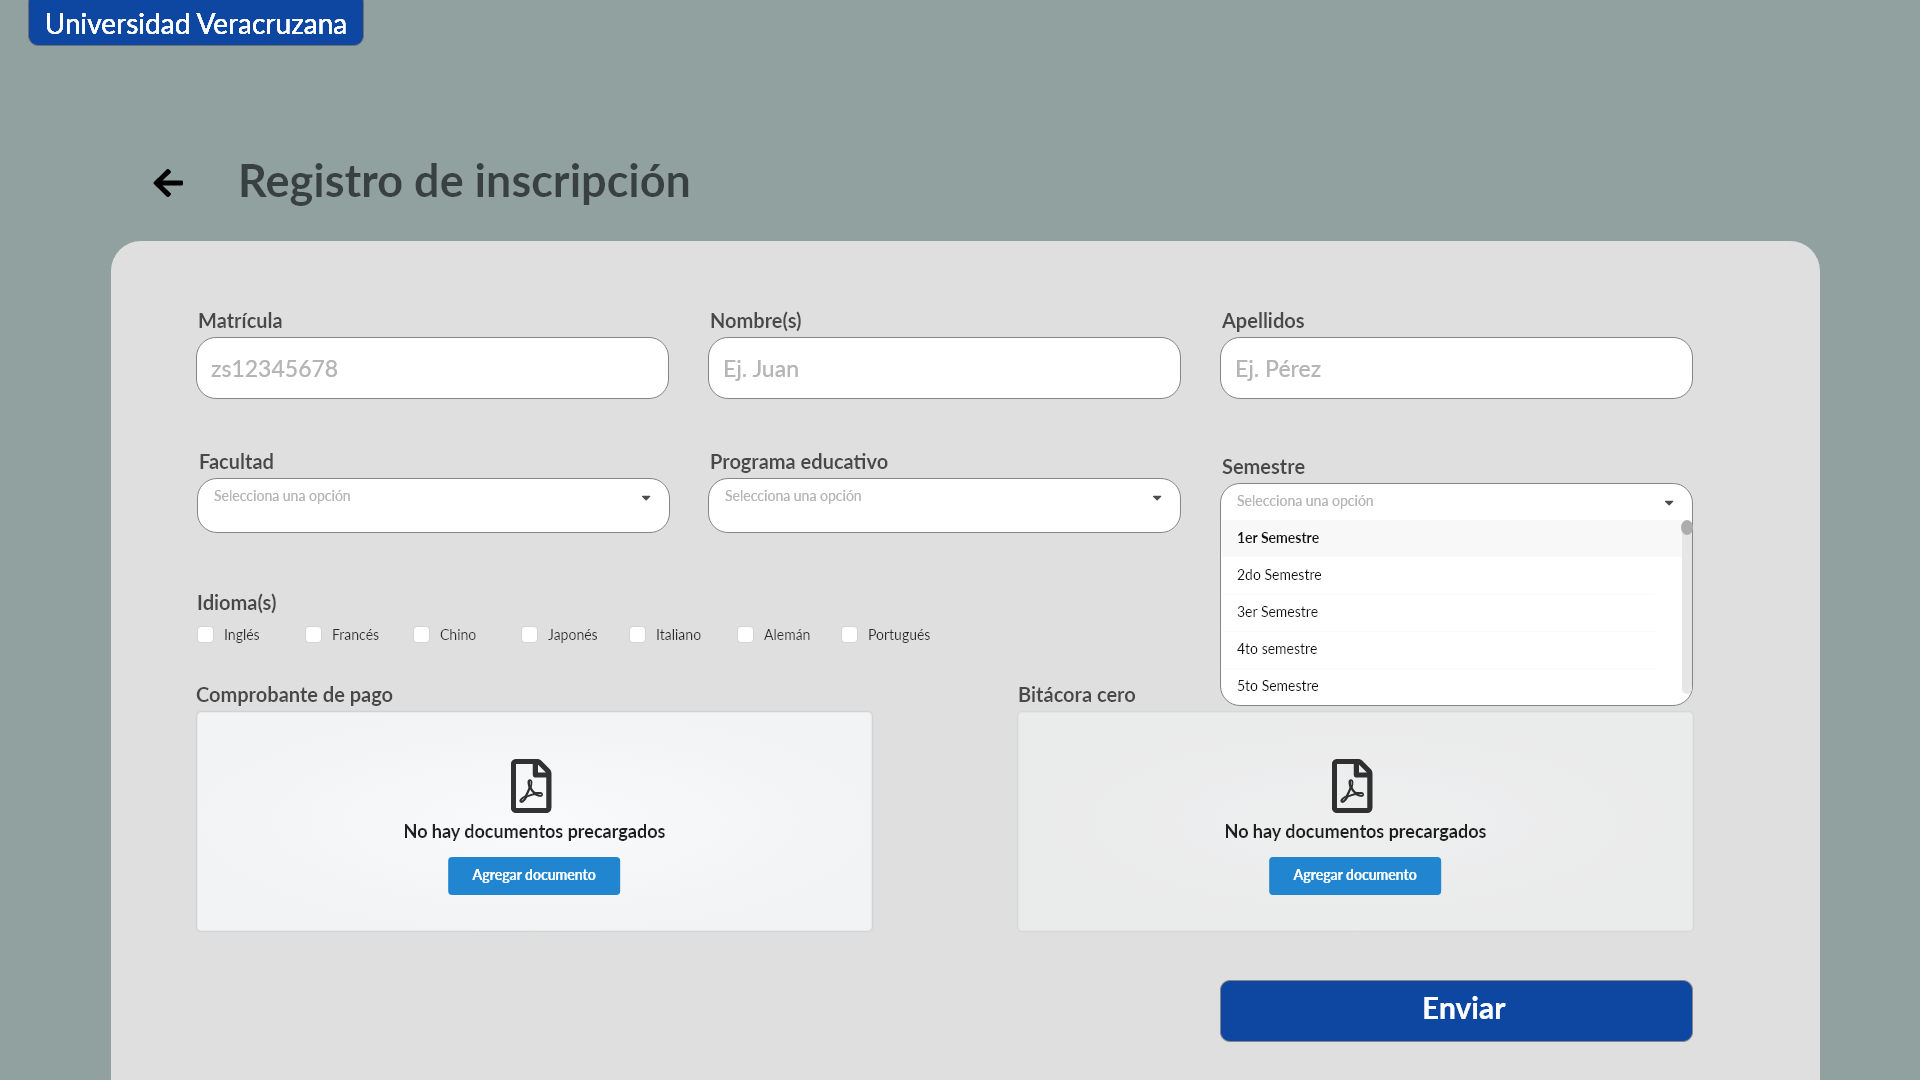 Universidad Veracruzana
Registro de inscripción
Matrícula
zs12345678
Nombre(s)
Ej. Juan
Apellidos
Ej. Pérez
Facultad
Selecciona una opción
Programa educativo
Selecciona una opción
Semestre
Selecciona una opción
1er Semestre
2do Semestre
3er Semestre
4to semestre
5to Semestre
Idioma(s)
Inglés
Francés
Chino
Japonés
Italiano
Alemán
Portugués
Comprobante de pago
No hay documentos precargados
Agregar documento
Bitácora cero
No hay documentos precargados
Agregar documento
Enviar